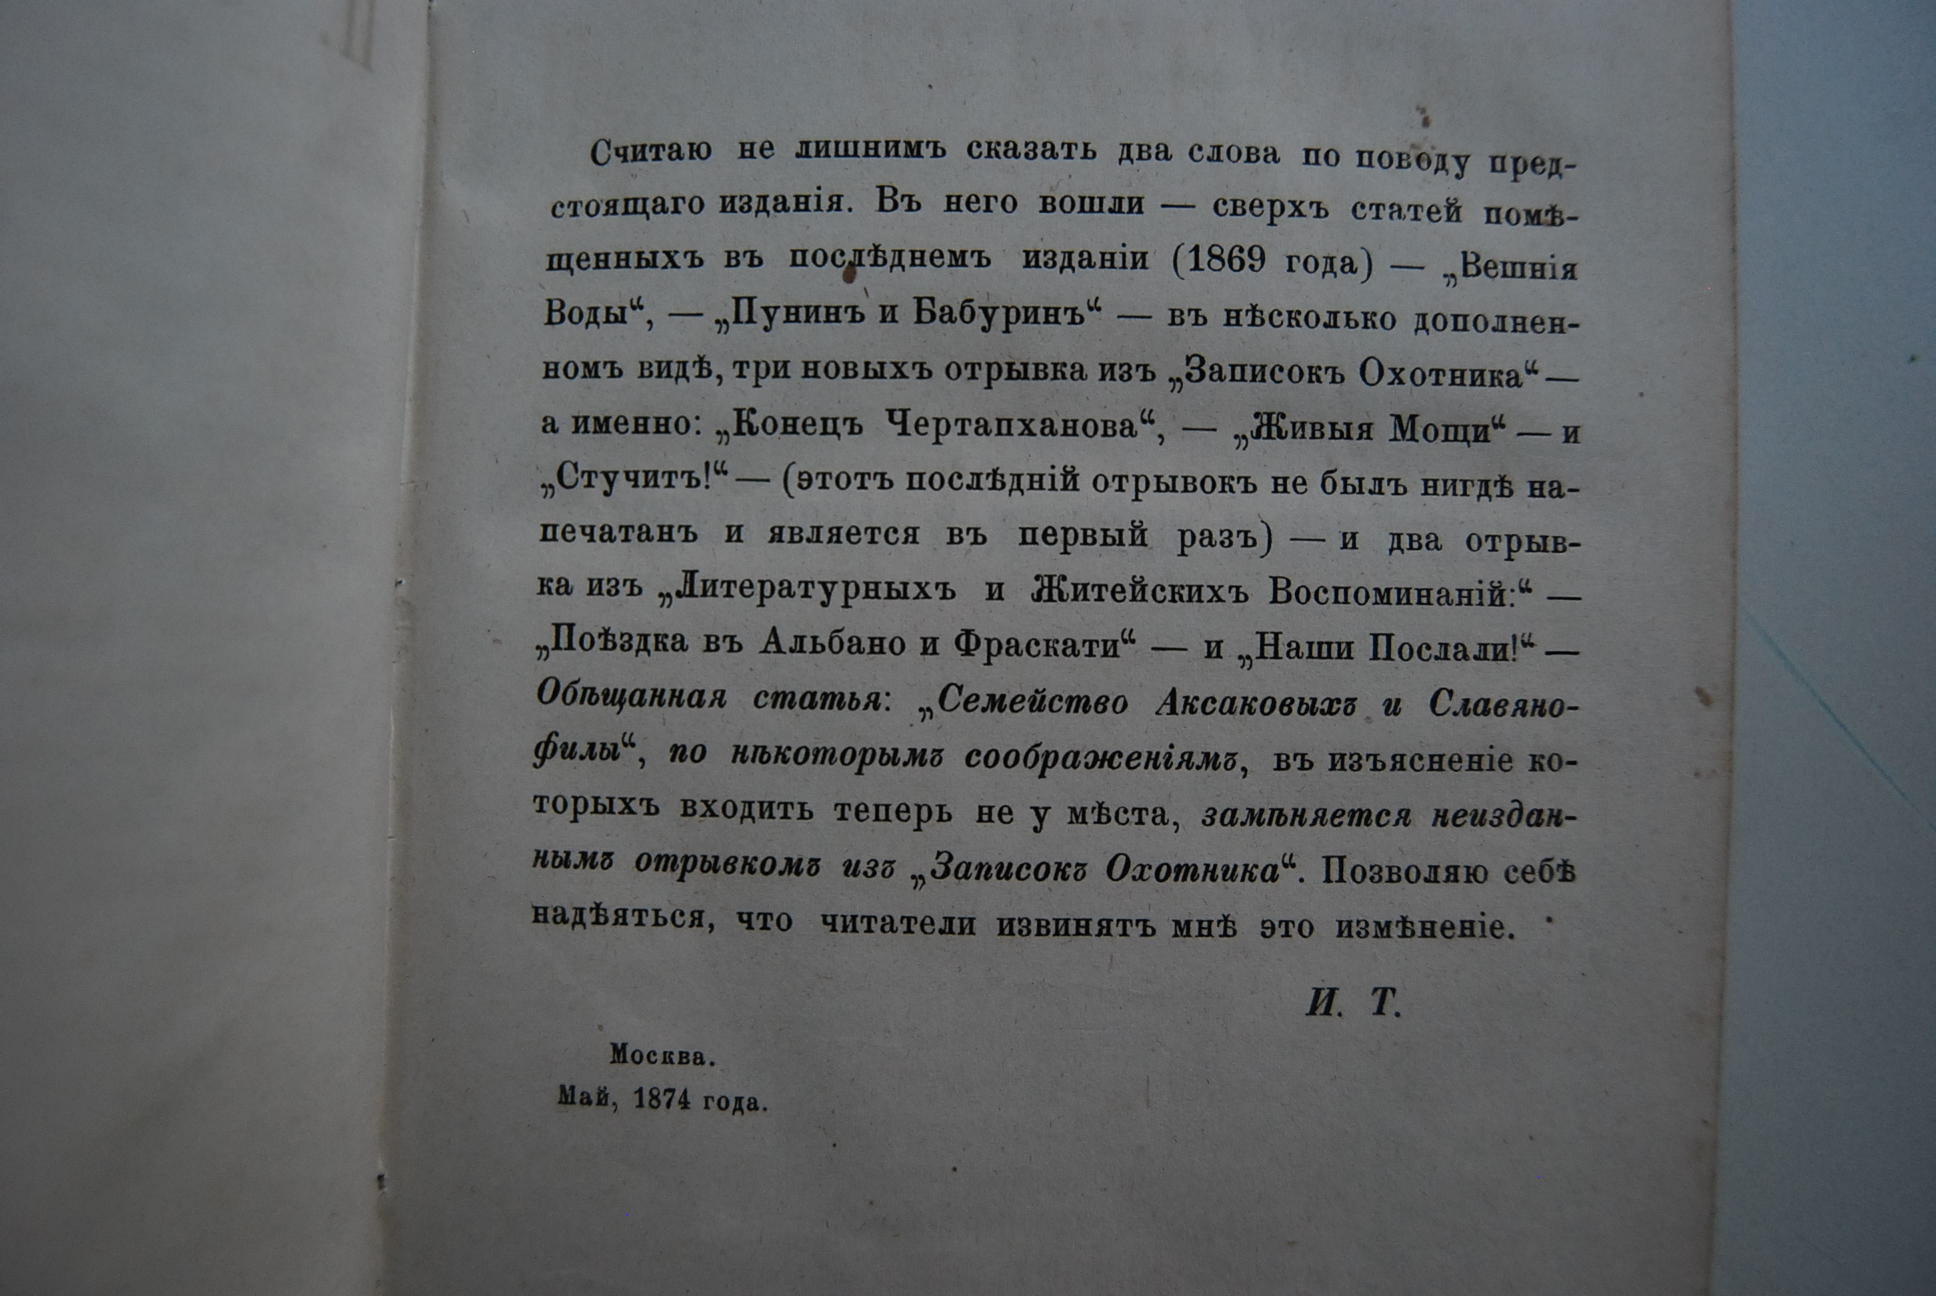 Считаю не лишнимъ сказать два слова по поводу пред-
стоящаго изданія. Въ него вошли — сверхъ статей помѣ-
щенныхъ въ послѣднемъ изданіи (1869 года) — „Вешнія
Воды“, — „Пунинъ и Бабуринъ“ — въ нѣсколько дополнен-
номъ видѣ, три новыхъ отрывка изъ „Записокъ Охотника“ —
а именно: „Конецъ Чертапханова“, — „Живыя Мощи“ — и
„Стучитъ!“ — (этотъ послѣдній отрывокъ не былъ нигдѣ на-
печатанъ и является въ первый разъ) — и два отрыв-
ка изъ „Литературныхъ и Житейскихъ Воспоминаній:“ —
„Поѣздка въ Альбано и Фраскати“ — и „Наши Послали!“ —
Обѣщанная статья: „Семейство Аксаковыхъ и Славяно-
филы“, по нѣкоторымъ соображеніямъ, въ изъясненіе ко-
торыхъ входить теперь не у мѣста, замѣняется неиздан-
нымъ отрывкомъ изъ „Записокъ Охотника“. Позволяю себѣ
надѣяться, что читатели извинятъ мнѣ это измѣненіе.
И. Т.
Москва.
Май, 1874 года.